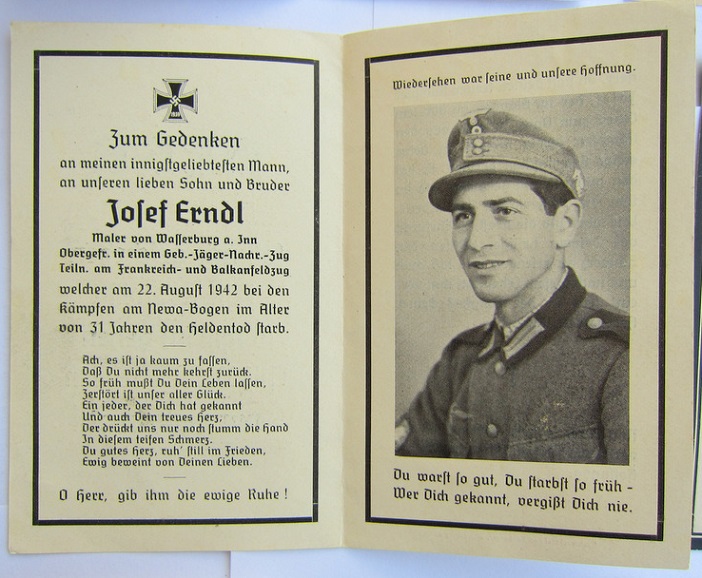 1939
Zum Gedenken
an meinen innigstgeliebtesten Mann,
an unseren lieben Sohn und Bruder
Josef Erndl
Maler von Wasserburg a. Inn
Obergefr. in einem Geb.-Jäger-Nachr.-Zug
Teiln. am Frankreich- und Balkanfeldzug
welcher am 22. August 1942 bei den
Kämpfen am Newa-Bogen im Alter
von 31 Jahren den Heldentod starb.
Ach, es ist ja kaum zu fassen,
Daß Du nicht mehr kehrst zurück.
So früh mußt Du Dein Leben lassen,
Zerstört ist unser aller Glück.
Ein jeder, der Dich hat gekannt
Und auch Dein treues Herz,
Der drückt uns nur noch stumm die Hand
In diesem teifen Schmerz.
Du gutes Herz, ruh' still im Frieden,
Ewig beweint von Deinen Lieben.
O Herr, gib ihm die ewige Ruhe!
Wiedersehen war seine und unsere Hoffnung.
Du warst so gut, Du starbst so früh -
Wer Dich gekannt, vergißt Dich nie.